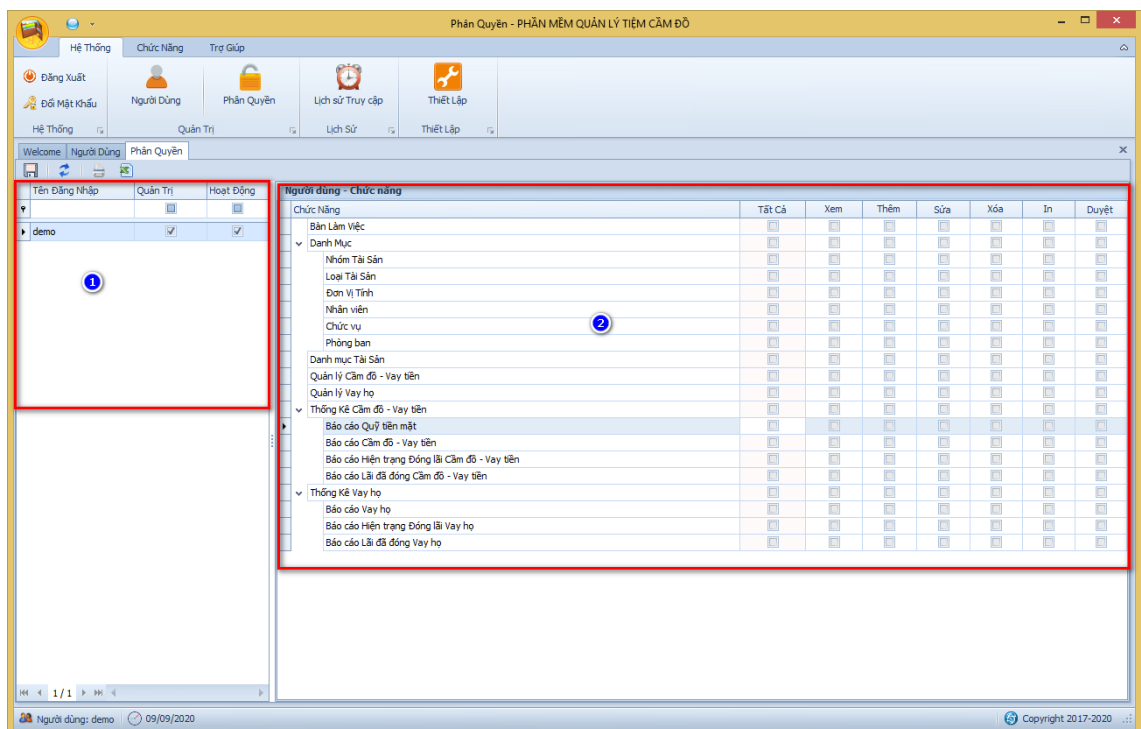 Phân Quyền - PHẦN MỀM QUẢN LÝ TIỆM CẦM ĐỒ
Hệ Thống Chức Năng Trợ Giúp
Đăng Xuất
Đổi Mật Khẩu
Người Dùng
Phân Quyền
Lịch sử Truy cập
Thiết Lập
Hệ Thống Quản Trị Lịch Sử Thiết Lập
Welcome Người Dùng Phân Quyền
Tên Đăng Nhập Quản Trị Hoạt Động
demo
1
Người dùng - Chức năng
Chức Năng Tất Cả Xem Thêm Sửa Xóa In Duyệt
Bàn Làm Việc
Danh Mục
Nhóm Tài Sản
Loại Tài Sản
Đơn Vị Tính
Nhân viên
Chức vụ
2
Phòng ban
Danh mục Tài Sản
Quản lý Cầm đồ - Vay tiền
Quản lý Vay họ
Thống Kê Cầm đồ - Vay tiền
Báo cáo Quỹ tiền mặt
Báo cáo Cầm đồ - Vay tiền
Báo cáo Hiện trạng Đóng lãi Cầm đồ - Vay tiền
Báo cáo Lãi đã đóng Cầm đồ - Vay tiền
Thống Kê Vay họ
Báo cáo Vay họ
Báo cáo Hiện trạng Đóng lãi Vay họ
Báo cáo Lãi đã đóng Vay họ
1 / 1
Người dùng: demo 09/09/2020 Copyright 2017-2020